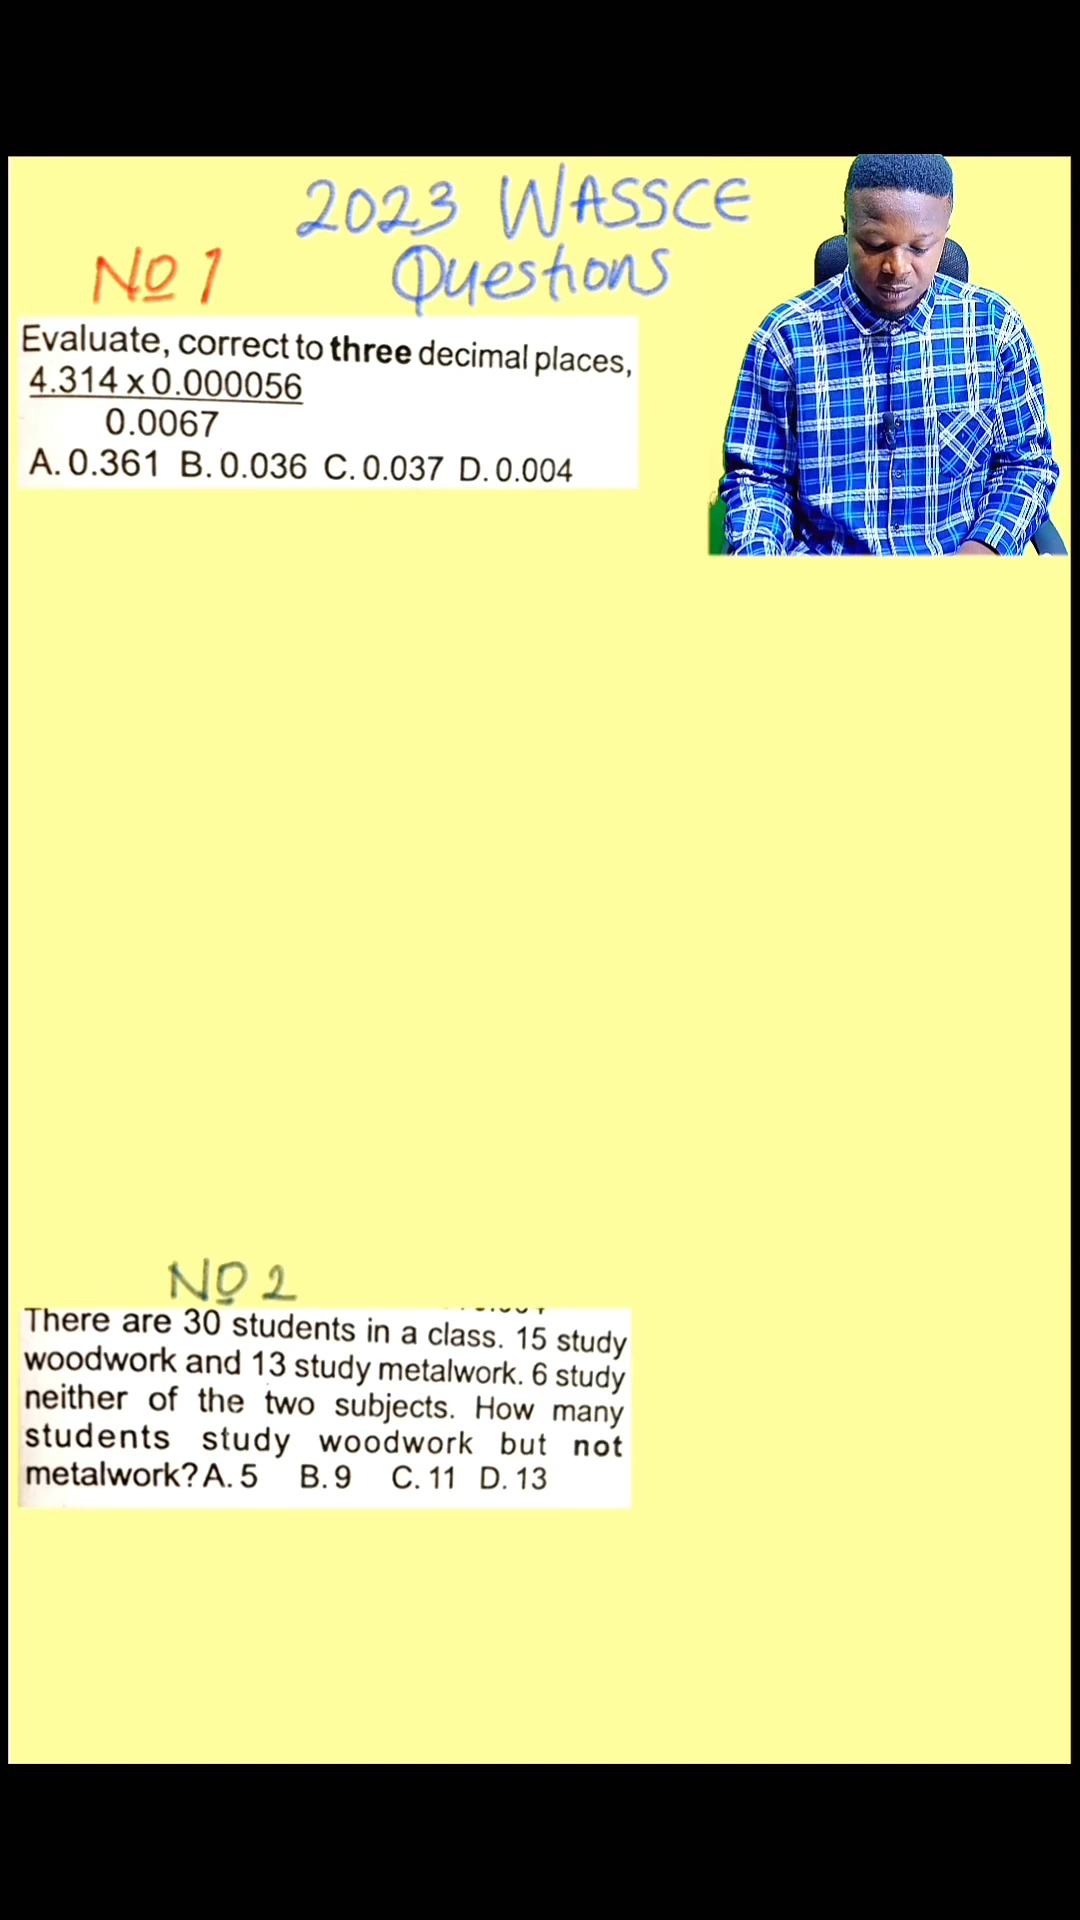 2023 WASSCE
Questions
No 1
Evaluate, correct to three decimal places,
4.314 x 0.000056
0.0067
A. 0.361 B. 0.036 C. 0.037 D. 0.004
No 2
There are 30 students in a class. 15 study
woodwork and 13 study metalwork. 6 study
neither of the two subjects. How many
students study woodwork but not
metalwork? A. 5 B. 9 C. 11 D. 13